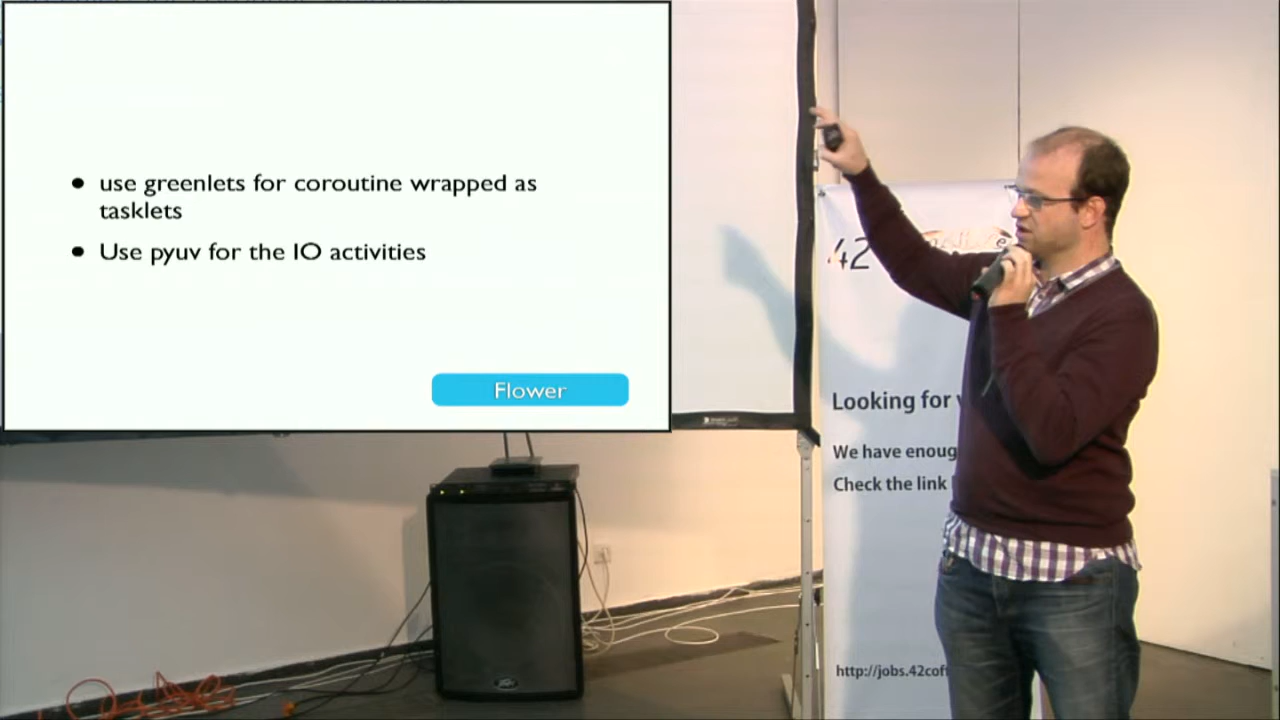 use greenlets for coroutine wrapped as
tasklets
Use pyuv for the IO activities
Flower
42
Looking for
We have enoug
Check the link
http://jobs.42coff